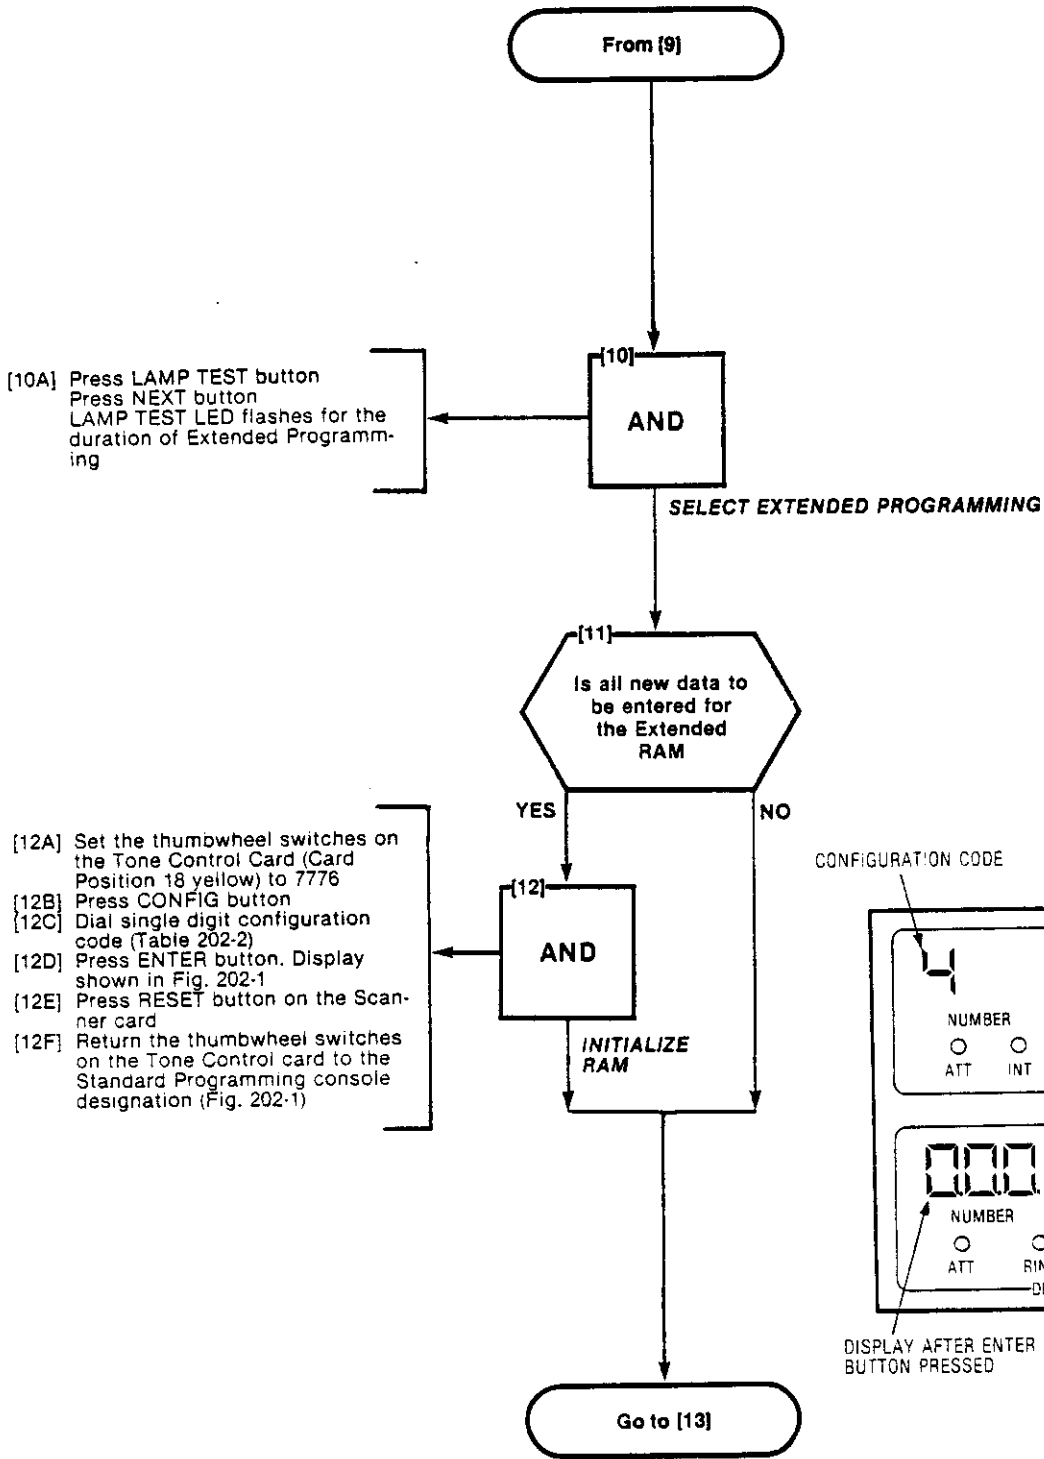 From [9]
[10]
AND
[10A] Press LAMP TEST button
Press NEXT button
LAMP TEST LED flashes for the
duration of Extended Programm-
ing
SELECT EXTENDED PROGRAMMING
[11]
Is all new data to
be entered for
the Extended
RAM
YES
NO
[12A] Set the thumbwheel switches on
the Tone Control Card (Card
Position 18 yellow) to 7776
[12B] Press CONFIG button
[12C] Dial single digit configuration
code (Table 202-2)
[12D] Press ENTER button. Display
shown in Fig. 202-1
[12E] Press RESET button on the Scan-
ner card
[12F] Return the thumbwheel switches
on the Tone Control card to the
Standard Programming console
designation (Fig. 202-1)
[12]
AND
INITIALIZE
RAM
CONFIGURATION CODE
4
NUMBER
ATT INT
000.
NUMBER
ATT
DISPLAY AFTER ENTER
BUTTON PRESSED
Go to [13]